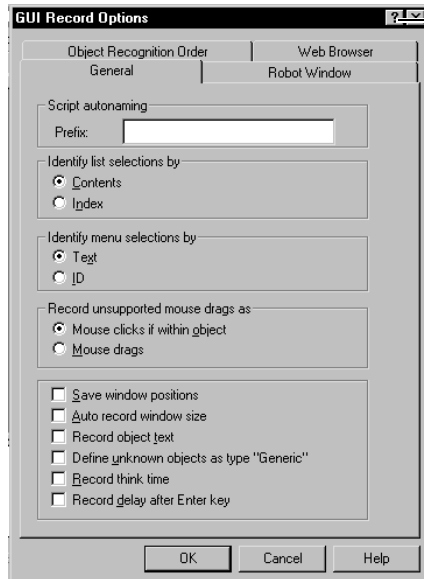 GUI Record Options
Object Recognition Order
Web Browser
General
Robot Window
Script autonaming
Prefix:
Identify list selections by
Contents
Index
Identify menu selections by
Text
ID
Record unsupported mouse drags as
Mouse clicks if within object
Mouse drags
Save window positions
Auto record window size
Record object text
Define unknown objects as type "Generic"
Record think time
Record delay after Enter key
OK
Cancel
Help